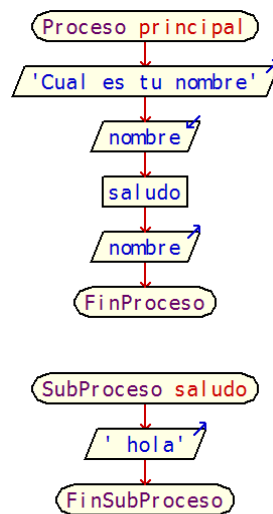 Proceso principal
'Cual es tu nombre'
nombre
saludo
nombre
FinProceso
SubProceso saludo
' hola'
FinSubProceso